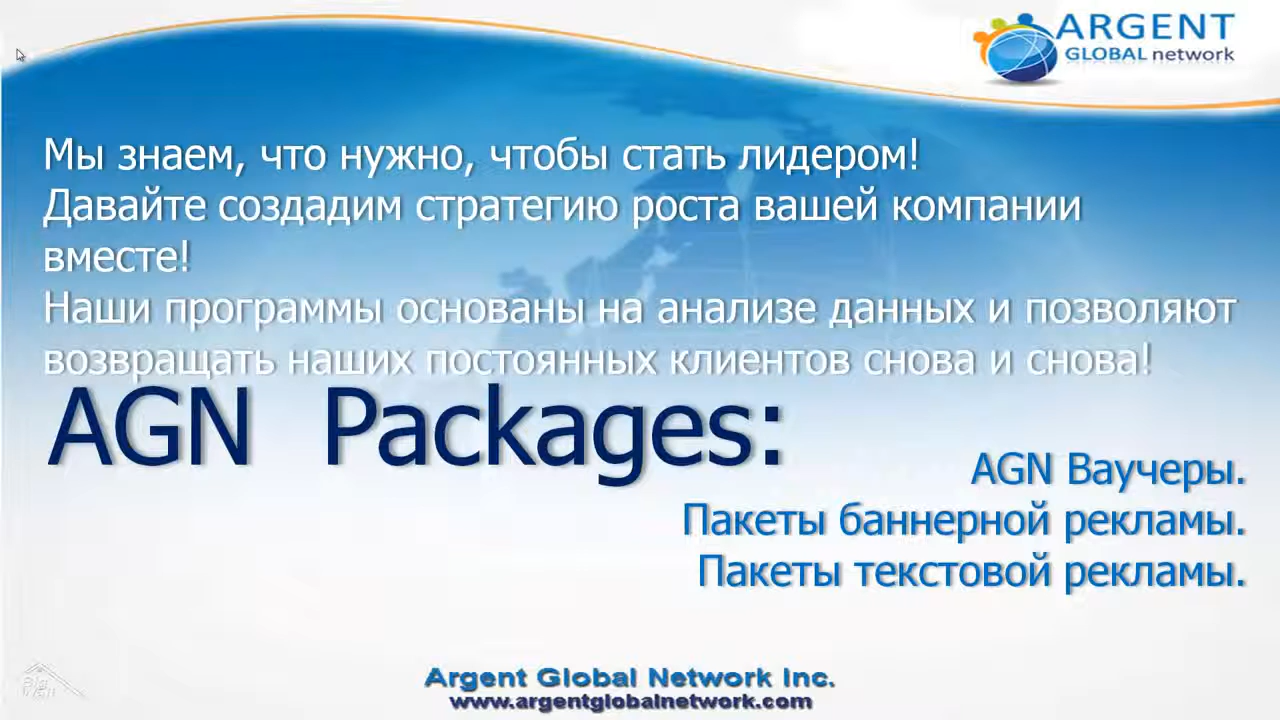 ARGENT
GLOBAL network
Мы знаем, что нужно, чтобы стать лидером!
Давайте создадим стратегию роста вашей компании
вместе!
Наши программы основаны на анализе данных и позволяют
возвращать наших постоянных клиентов снова и снова!
AGN Packages:
AGN Ваучеры.
Пакеты баннерной рекламы.
Пакеты текстовой рекламы.
Argent Global Network Inc.
www.argentglobalnetwork.com